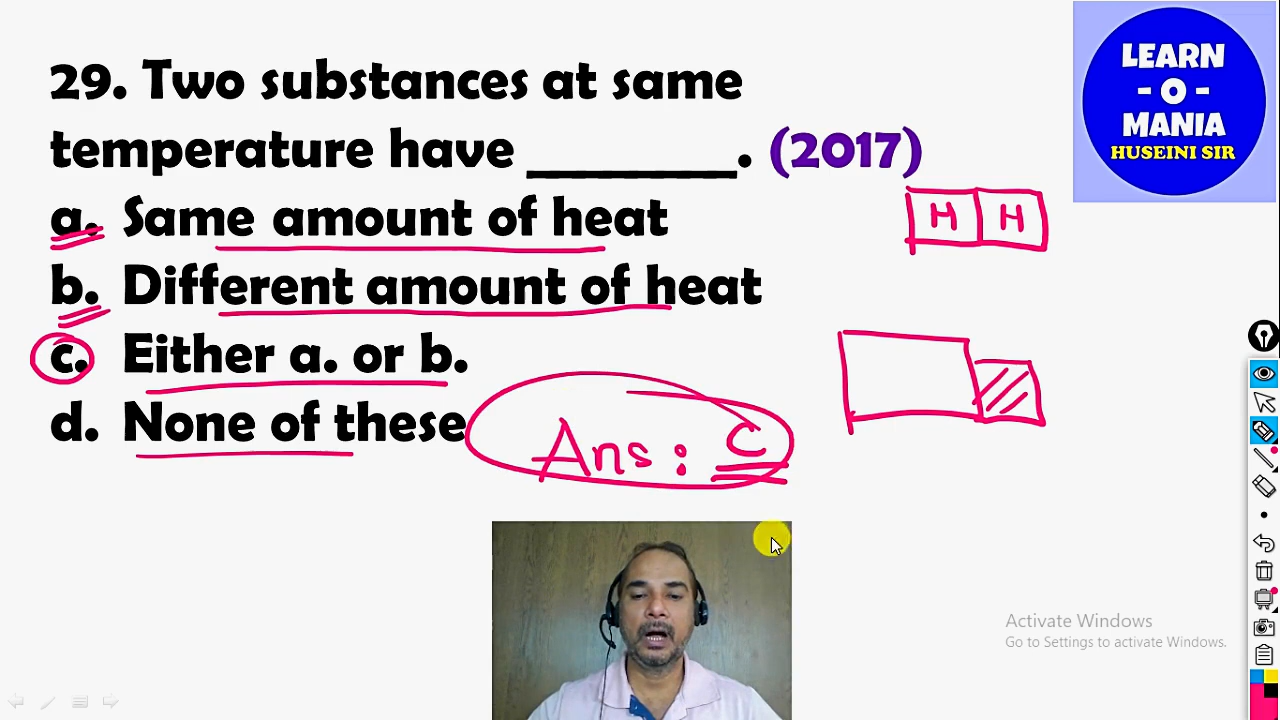 29. Two substances at same
temperature have ________. (2017)
a. Same amount of heat
b. Different amount of heat
c. Either a. or b.
d. None of these
Ans: C
H H
LEARN
- O -
MANIA
HUSEINI SIR
Activate Windows
Go to Settings to activate Windows.